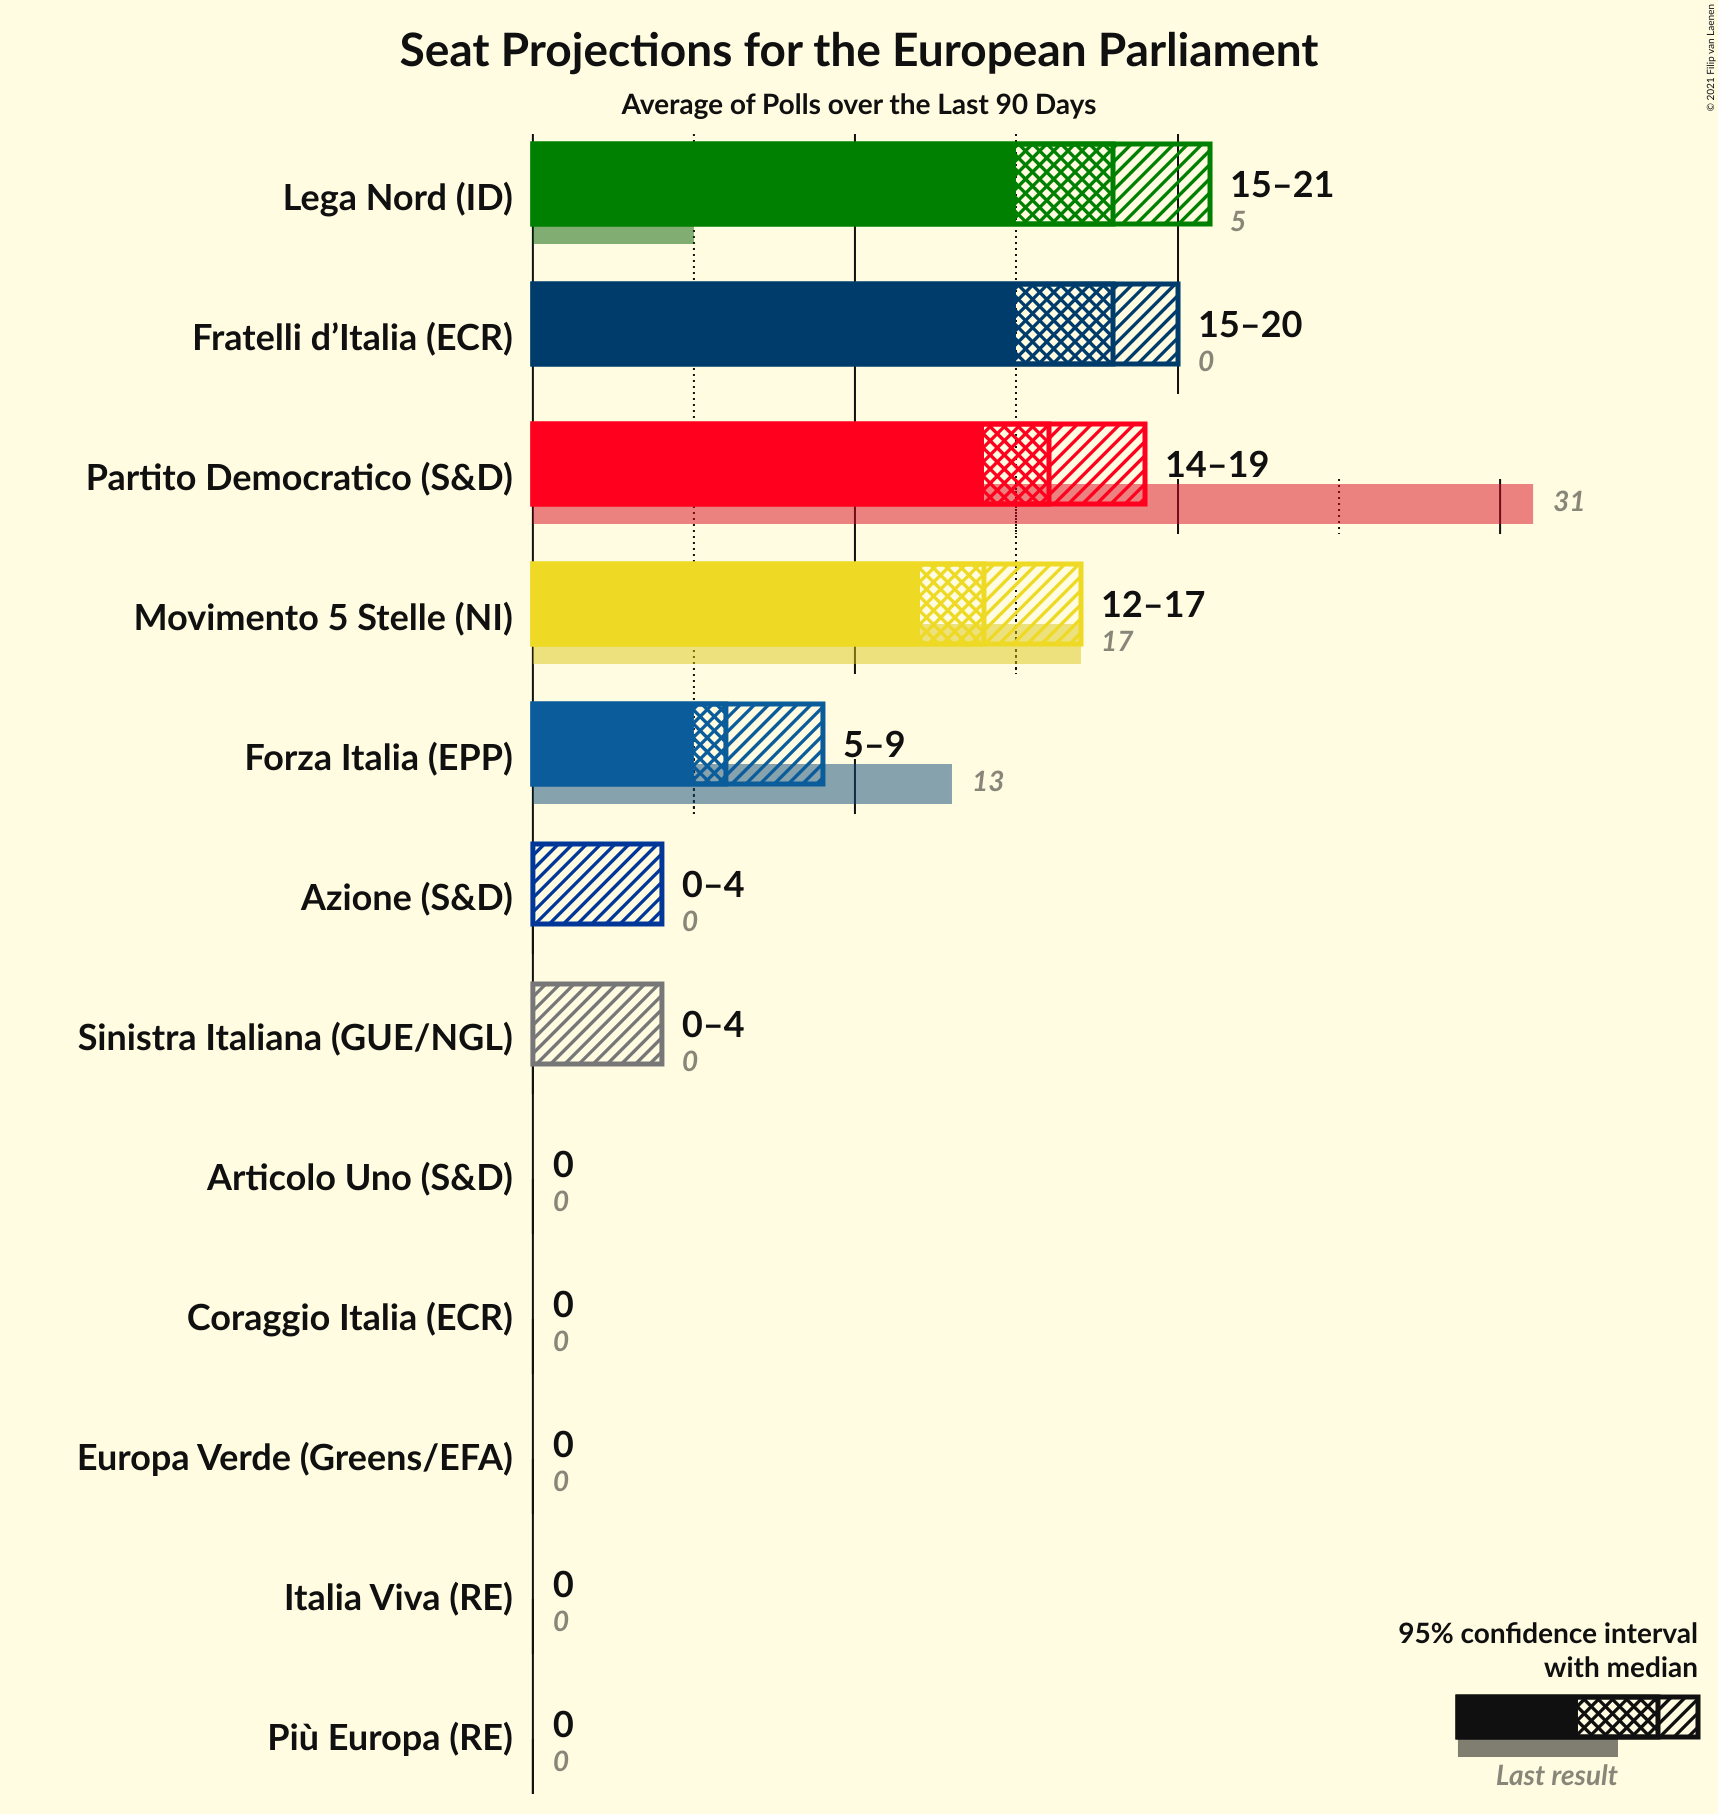 © 2021 Filip van Laenen
Seat Projections for the European Parliament
Average of Polls over the Last 90 Days
Lega Nord (ID)
15–21
5
Fratelli d’Italia (ECR)
15–20
0
Partito Democratico (S&D)
14–19
31
Movimento 5 Stelle (NI)
12–17
17
Forza Italia (EPP)
5–9
13
Azione (S&D)
0–4
0
Sinistra Italiana (GUE/NGL)
0–4
0
Articolo Uno (S&D)
0
0
Coraggio Italia (ECR)
0
0
Europa Verde (Greens/EFA)
0
0
Italia Viva (RE)
0
0
Più Europa (RE)
0
0
95% confidence interval
with median
Last result